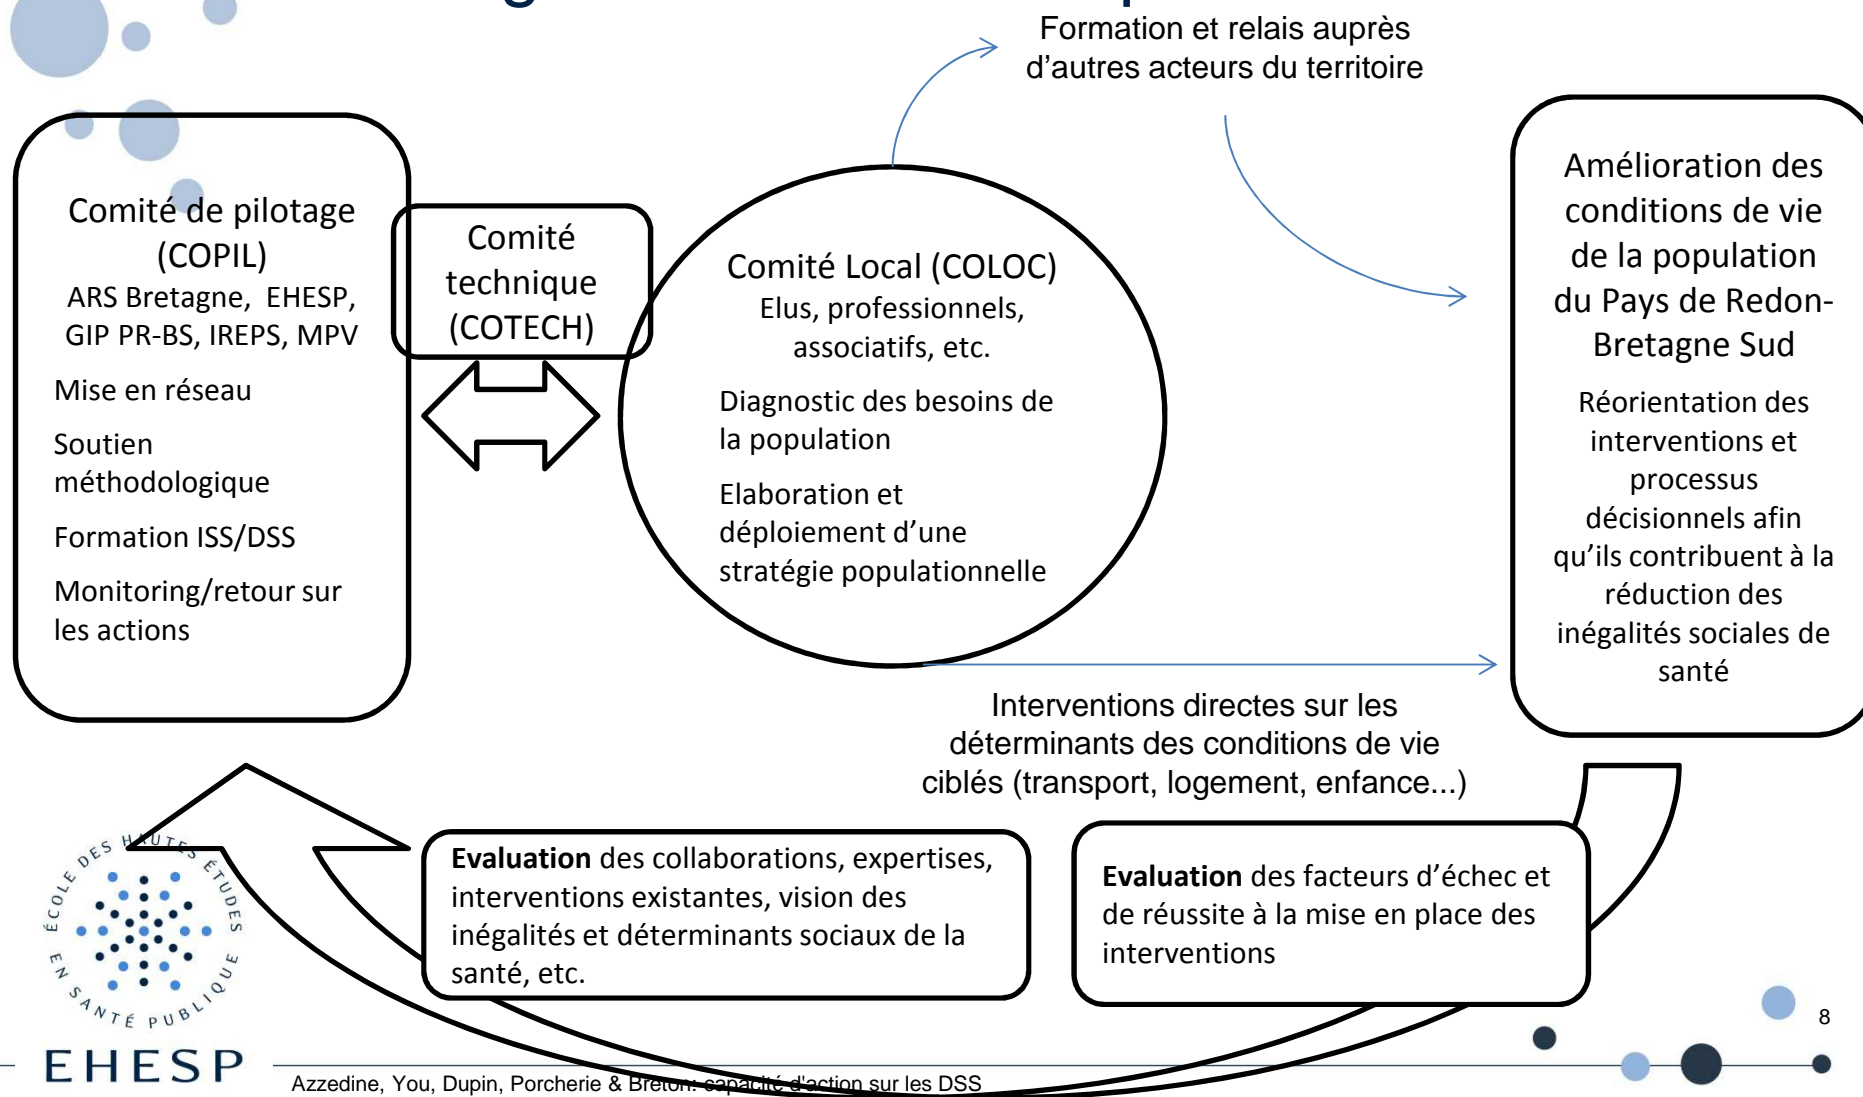 Formation et relais auprès
d’autres acteurs du territoire
Comité de pilotage
(COPIL)
ARS Bretagne, EHESP,
GIP PR-BS, IREPS, MPV
Mise en réseau
Soutien
méthodologique
Formation ISS/DSS
Monitoring/retour sur
les actions
Comité
technique
(COTECH)
Comité Local (COLOC)
Elus, professionnels,
associatifs, etc.
Diagnostic des besoins de
la population
Elaboration et
déploiement d’une
stratégie populationnelle
Amélioration des
conditions de vie
de la population
du Pays de Redon-
Bretagne Sud
Réorientation des
interventions et
processus
décisionnels afin
qu’ils contribuent à la
réduction des
inégalités sociales de
santé
Interventions directes sur les
déterminants des conditions de vie
ciblés (transport, logement, enfance...)
Evaluation des collaborations, expertises,
interventions existantes, vision des
inégalités et déterminants sociaux de la
santé, etc.
Evaluation des facteurs d’échec et
de réussite à la mise en place des
interventions
ÉCOLE DES HAUTES ÉTUDES
EN SANTÉ PUBLIQUE
EHESP
Azzedine, You, Dupin, Porcherie & Breton: capacité d'action sur les DSS
8